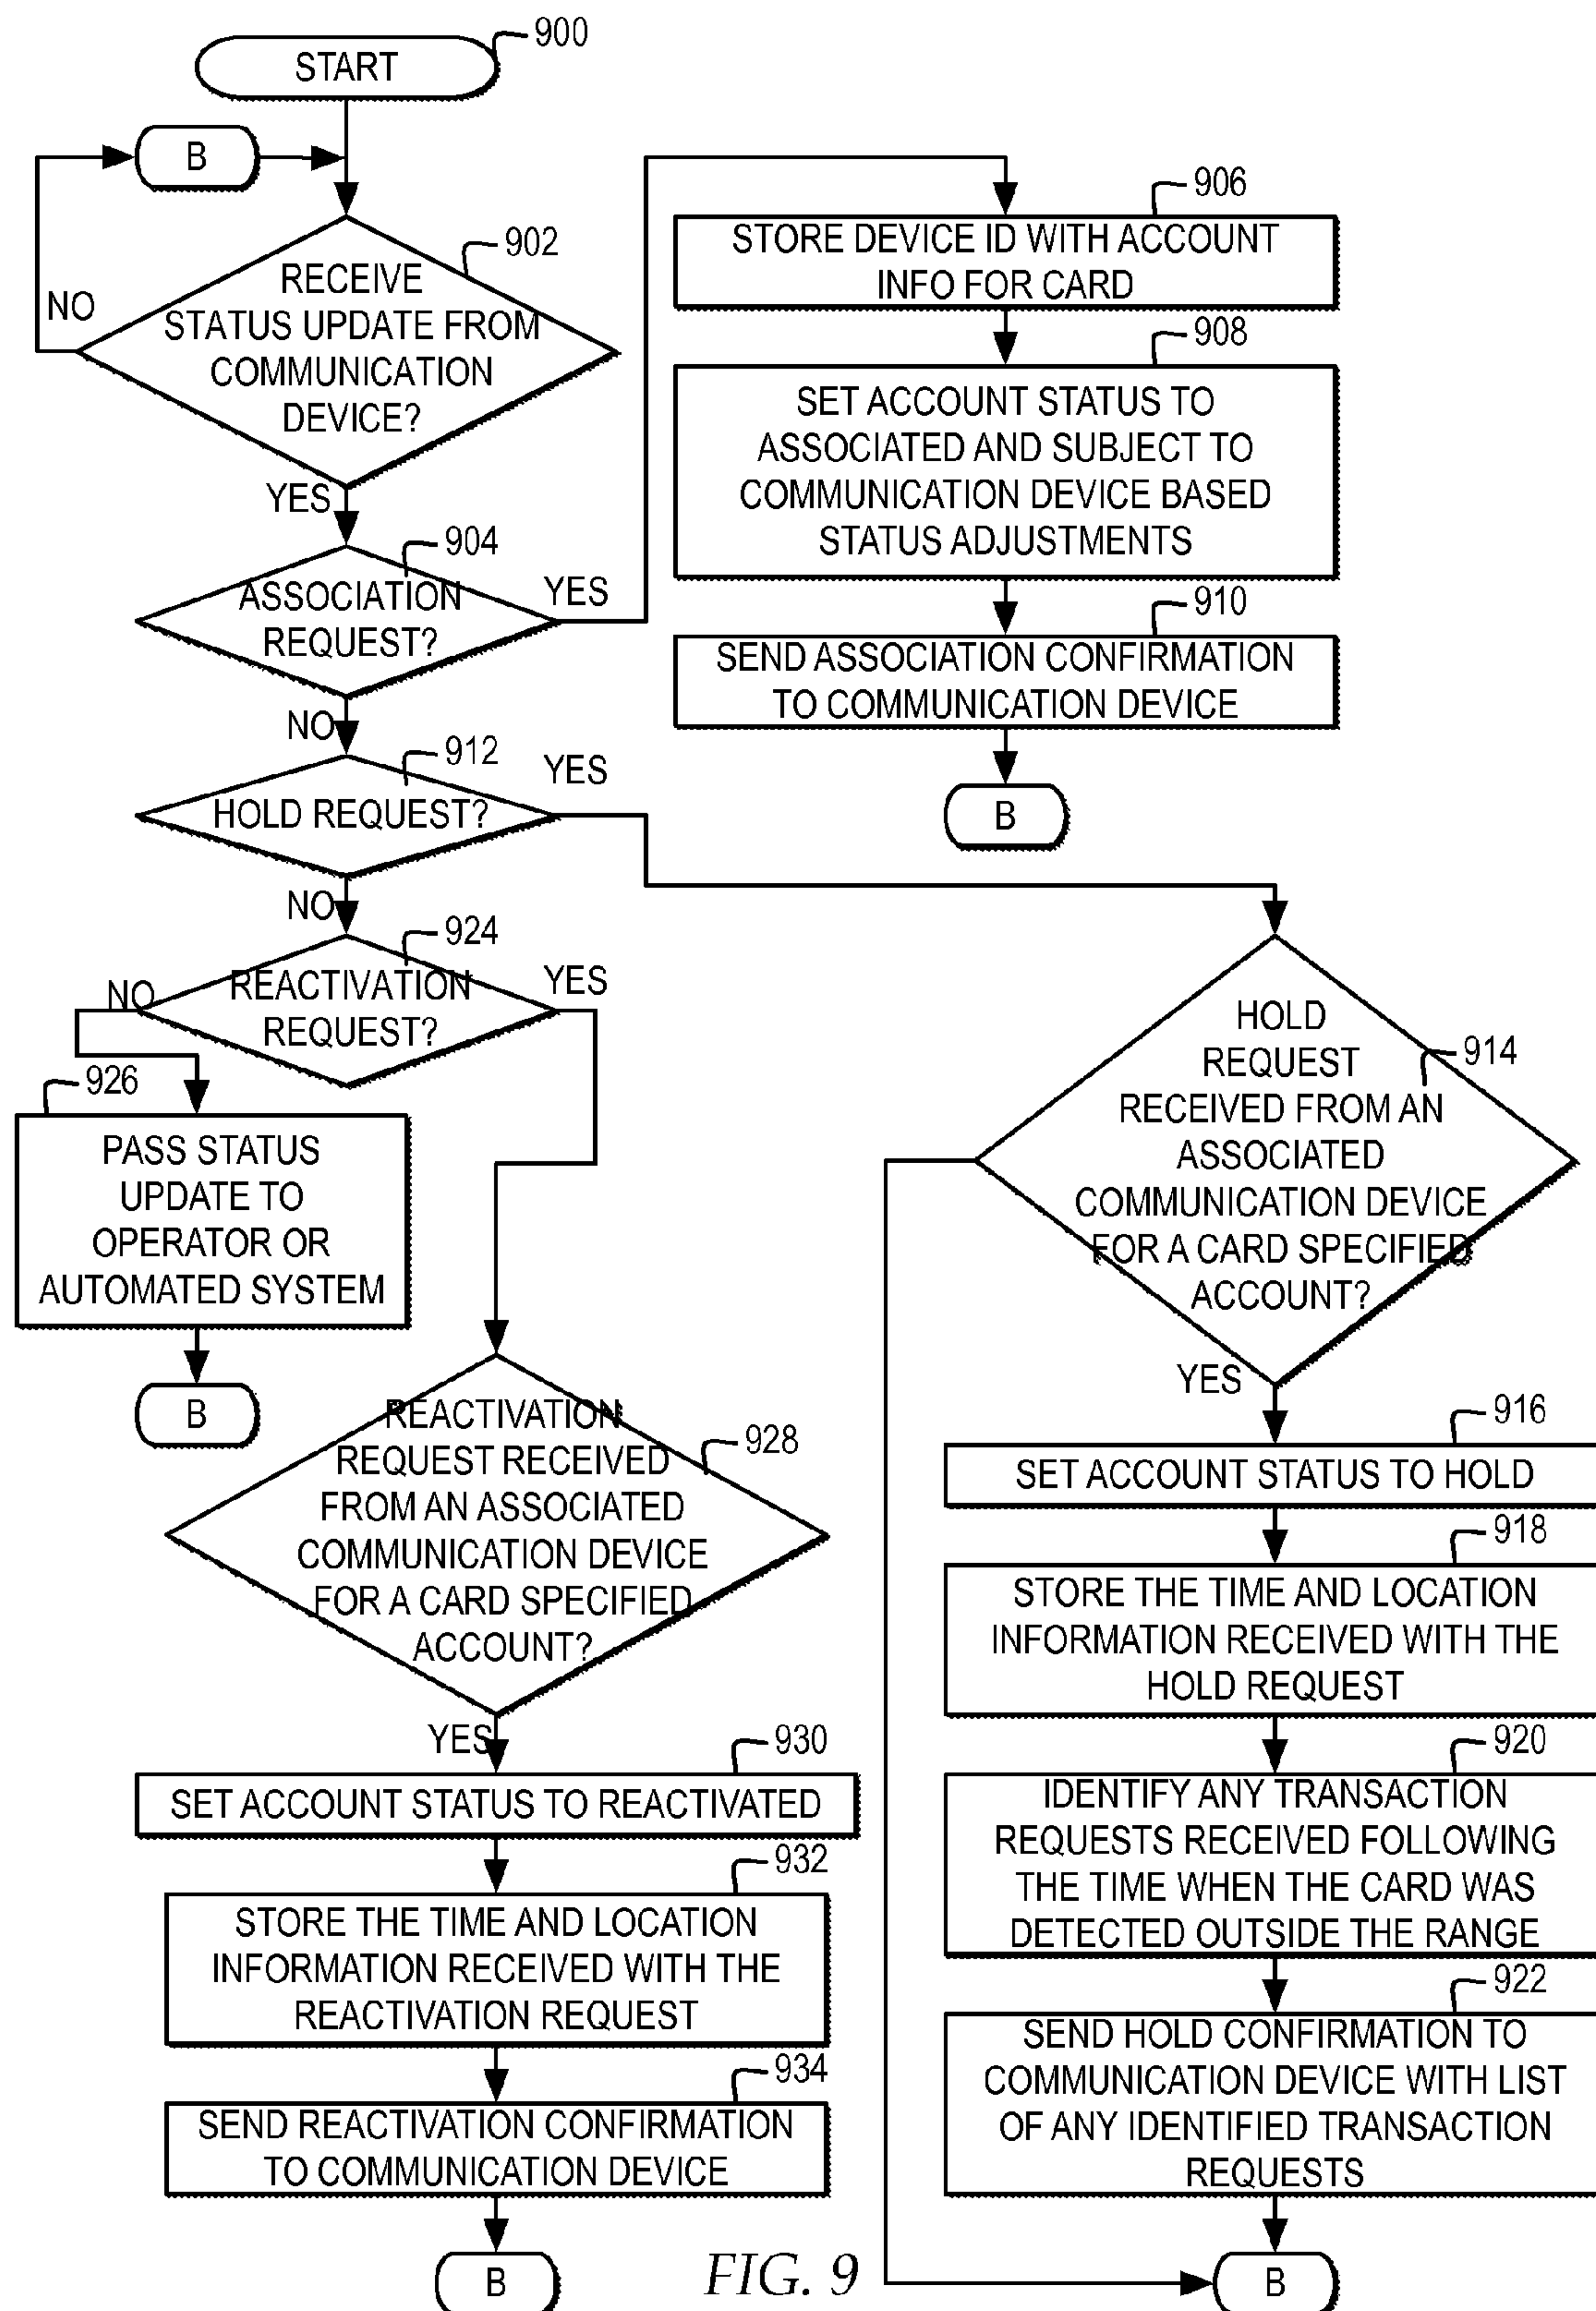 START
900
B
902
RECEIVE
STATUS UPDATE FROM
COMMUNICATION
DEVICE?
NO
YES
904
ASSOCIATION
REQUEST?
YES
NO
906
STORE DEVICE ID WITH ACCOUNT
INFO FOR CARD
908
SET ACCOUNT STATUS TO
ASSOCIATED AND SUBJECT TO
COMMUNICATION DEVICE BASED
STATUS ADJUSTMENTS
910
SEND ASSOCIATION CONFIRMATION
TO COMMUNICATION DEVICE
B
912
HOLD REQUEST?
YES
NO
924
REACTIVATION
REQUEST?
NO
YES
926
PASS STATUS
UPDATE TO
OPERATOR OR
AUTOMATED SYSTEM
B
914
HOLD
REQUEST
RECEIVED FROM AN
ASSOCIATED
COMMUNICATION DEVICE
FOR A CARD SPECIFIED
ACCOUNT?
YES
916
SET ACCOUNT STATUS TO HOLD
918
STORE THE TIME AND LOCATION
INFORMATION RECEIVED WITH THE
HOLD REQUEST
920
IDENTIFY ANY TRANSACTION
REQUESTS RECEIVED FOLLOWING
THE TIME WHEN THE CARD WAS
DETECTED OUTSIDE THE RANGE
922
SEND HOLD CONFIRMATION TO
COMMUNICATION DEVICE WITH LIST
OF ANY IDENTIFIED TRANSACTION
REQUESTS
B
928
REACTIVATION
REQUEST RECEIVED
FROM AN ASSOCIATED
COMMUNICATION DEVICE
FOR A CARD SPECIFIED
ACCOUNT?
YES
930
SET ACCOUNT STATUS TO REACTIVATED
932
STORE THE TIME AND LOCATION
INFORMATION RECEIVED WITH THE
REACTIVATION REQUEST
934
SEND REACTIVATION CONFIRMATION
TO COMMUNICATION DEVICE
B
FIG. 9